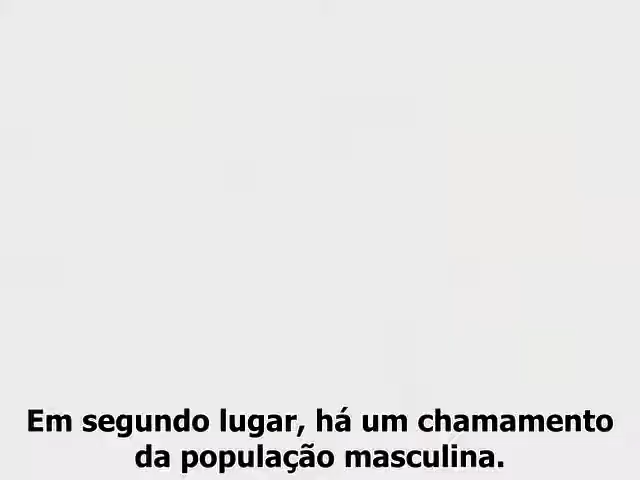 Em segundo lugar, há um chamamento
da população masculina.